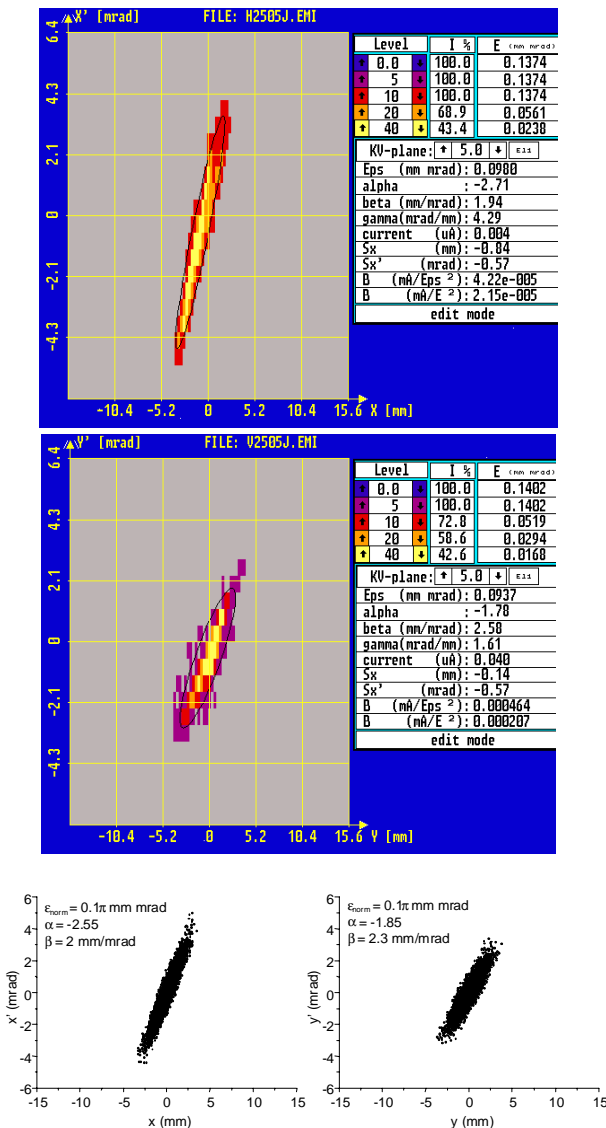 X' [mrad] FILE: H2505J.EMI
6.4
4.3
2.1
0
-2.1
-4.3
-10.4 -5.2 0 5.2 10.4 15.6 X [mm]
Level I % E (mm mrad)
0.0 100.0 0.1374
5 100.0 0.1374
10 100.0 0.1374
20 68.9 0.0561
40 43.4 0.0238
KV-plane: 5.0 Eli
Eps (mm mrad): 0.0980
alpha : -2.71
beta (mm/mrad): 1.94
gamma(mrad/mm): 4.29
current (uA): 0.004
Sx (mm): -0.84
Sx' (mrad): -0.57
B (mA/Eps ²): 4.22e-005
B (mA/E ²): 2.15e-005
edit mode
Y' [mrad] FILE: V2505J.EMI
6.4
4.3
2.1
0
-2.1
-4.3
-10.4 -5.2 .0 5.2 10.4 15.6 Y [mm]
Level I % E (mm mrad)
0.0 100.0 0.1402
5 100.0 0.1402
10 72.8 0.0519
20 58.6 0.0294
40 42.6 0.0168
KV-plane: 5.0 Eli
Eps (mm mrad): 0.0937
alpha : -1.78
beta (mm/mrad): 2.58
gamma(mrad/mm): 1.61
current (uA): 0.040
Sx (mm): -0.14
Sx' (mrad): -0.57
B (mA/Eps ²): 0.000464
B (mA/E ²): 0.000207
edit mode
εnorm = 0.1π mm mrad
α = -2.55
β = 2 mm/mrad
6
4
2
0
-2
-4
-6
x' (mrad)
-15 -10 -5 0 5 10 15
x (mm)
εnorm = 0.1π mm mrad
α = -1.85
β = 2.3 mm/mrad
6
4
2
0
-2
-4
-6
y' (mrad)
-15 -10 -5 0 5 10 15
y (mm)